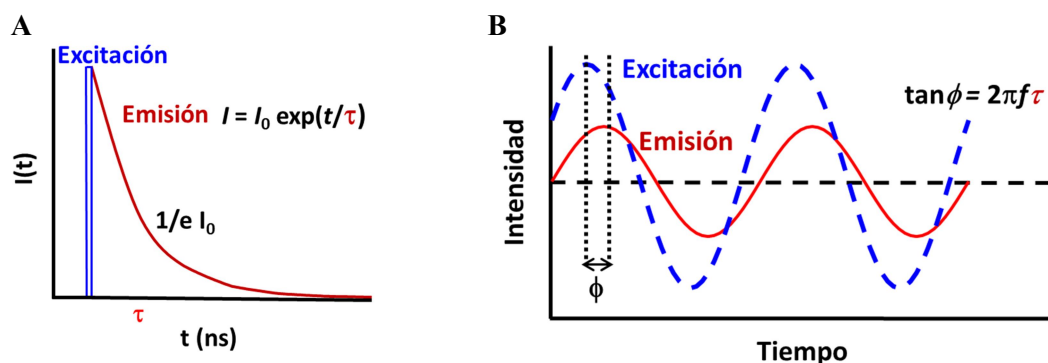 A
Excitación
Emisión I = I₀ exp(t/τ)
I(t)
1/e I₀
τ
t (ns)
B
Excitación
tanϕ = 2πfτ
Emisión
Intensidad
ϕ
Tiempo